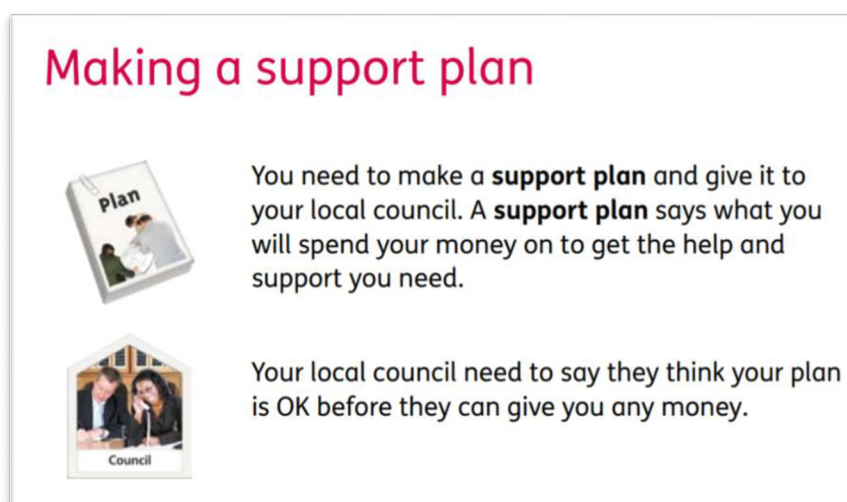 Making a support plan
Plan
You need to make a support plan and give it to
your local council. A support plan says what you
will spend your money on to get the help and
support you need.
Council
Your local council need to say they think your plan
is OK before they can give you any money.